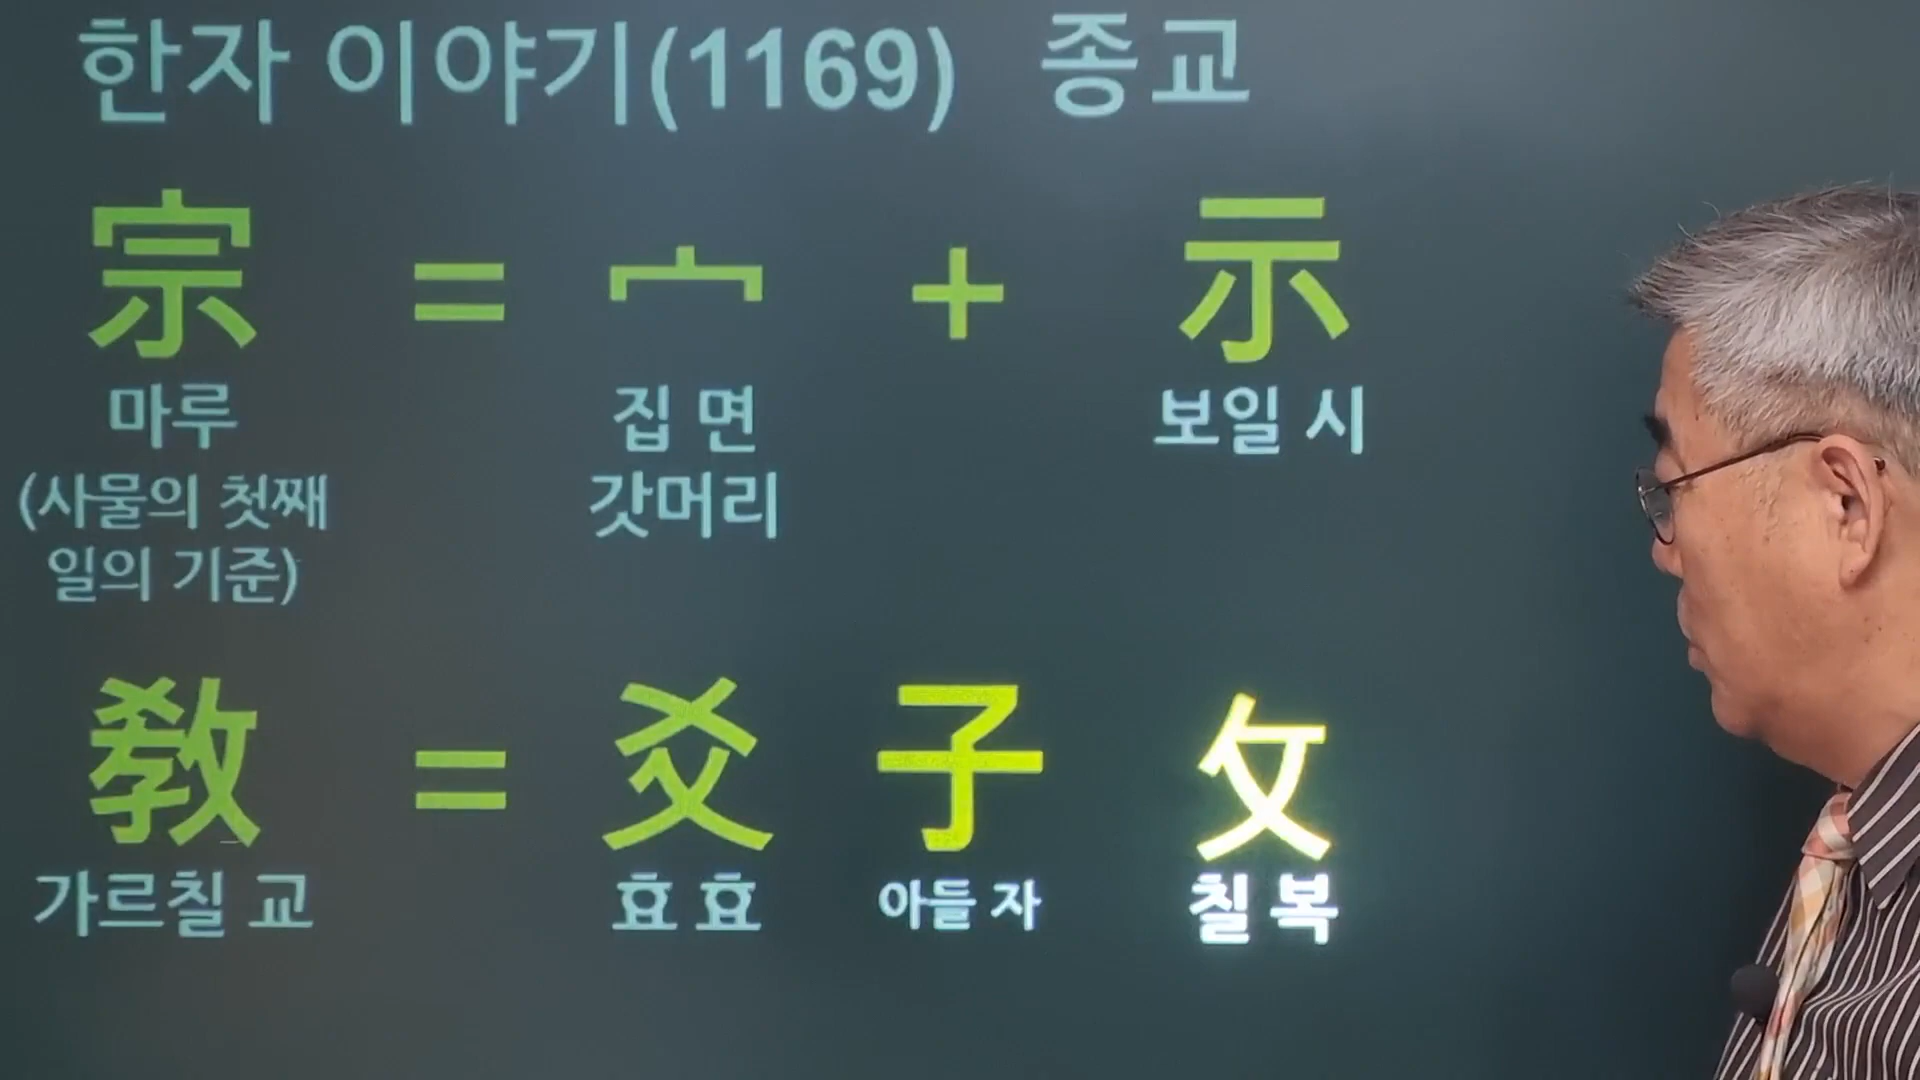 한자 이야기(1169) 종교
宗 = 宀 + 示
마루 집 면 보일 시
(사물의 첫째 갓머리
일의 기준)
敎 = 爻 子 攵
가르칠 교 효 효 아들 자 칠 복